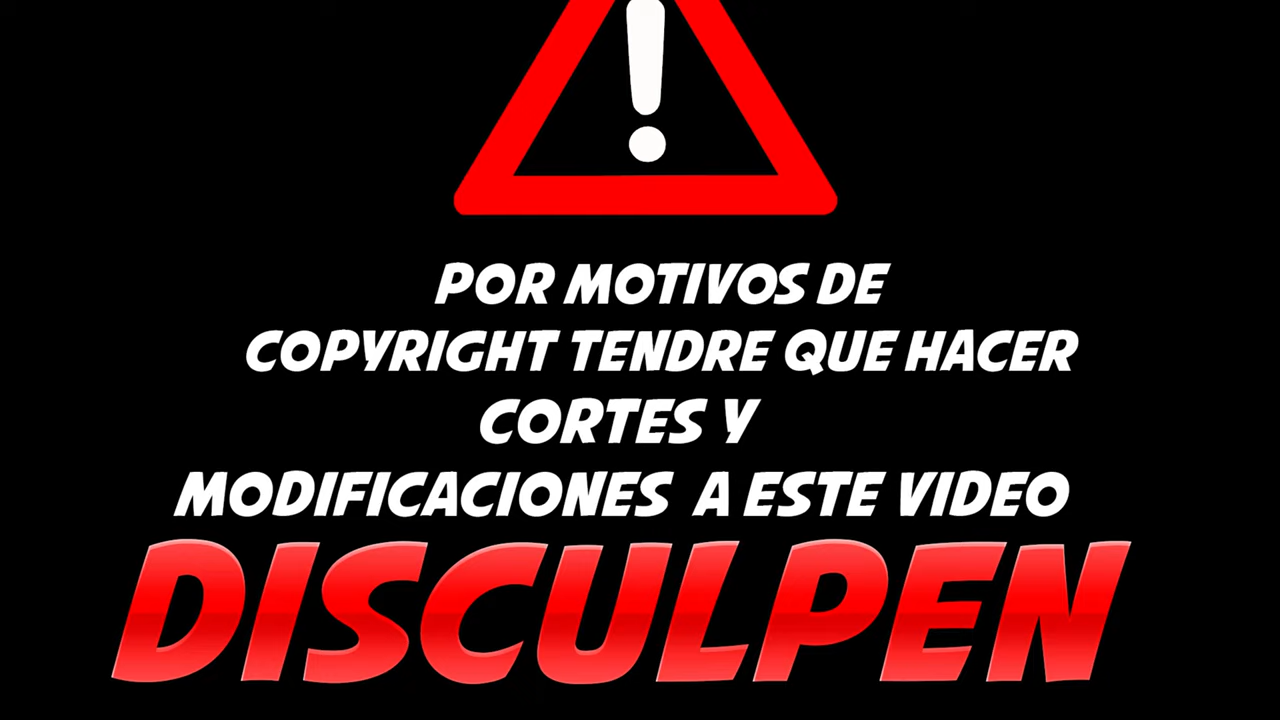 POR MOTIVOS DE
COPYRIGHT TENDRE QUE HACER
CORTES Y
MODIFICACIONES A ESTE VIDEO
DISCULPEN